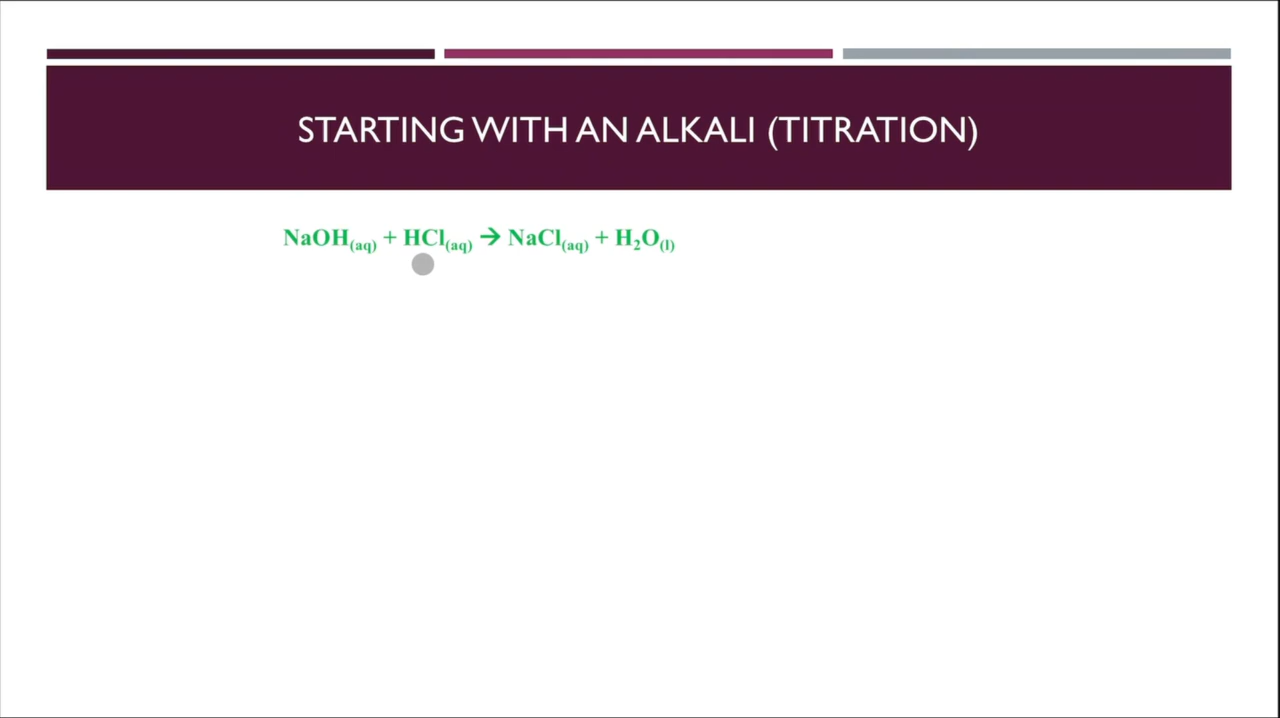 STARTING WITH AN ALKALI (TITRATION)
NaOH(aq) + HCl(aq) → NaCl(aq) + H₂O(l)